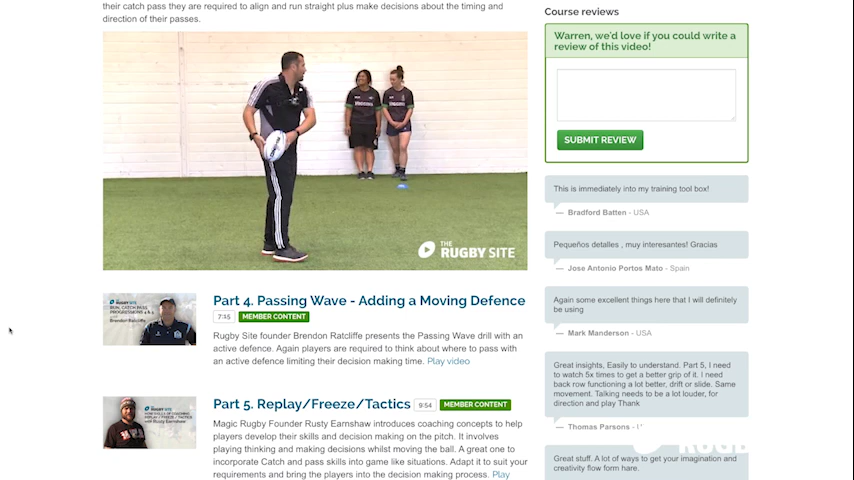 their catch pass they are required to align and run straight plus make decisions about the timing and
direction of their passes.
THE
RUGBY SITE
Part 4. Passing Wave - Adding a Moving Defence
7:15 MEMBER CONTENT
Rugby Site founder Brendon Ratcliffe presents the Passing Wave drill with an
active defence. Again players are required to think about where to pass with
an active defence limiting their decision making time. Play video
Part 5. Replay/Freeze/Tactics 9:54 MEMBER CONTENT
Magic Rugby Founder Rusty Earnshaw introduces coaching concepts to help
players develop their skills and decision making on the pitch. It involves
playing thinking and making decisions whilst moving the ball. A great one to
incorporate Catch and pass skills into game like situations. Adapt it to suit your
requirements and bring the players into the decision making process. Play
Course reviews
Warren, we'd love if you could write a
review of this video!
SUBMIT REVIEW
This is immediately into my training tool box!
— Bradford Batten - USA
Pequeños detalles , muy interesantes! Gracias
— Jose Antonio Portos Mato - Spain
Again some excellent things here that I will definitely
be using
— Mark Manderson - USA
Great insights, Easily to understand. Part 5, I need
to watch 5x times to get a better grip of it. I need
back row functioning a lot better, drift or slide. Same
movement. Talking needs to be a lot louder, for
direction and play Thank
— Thomas Parsons -
Great stuff. A lot of ways to get your imagination and
creativity flow form here.